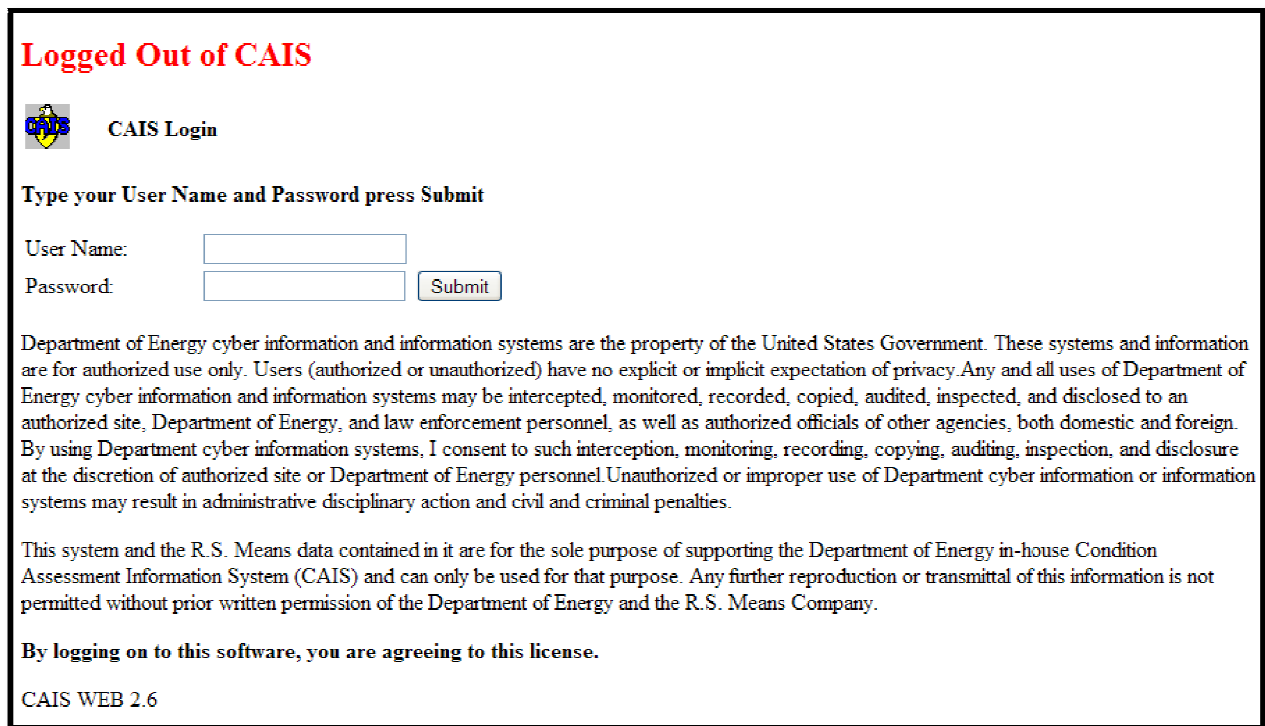 Logged Out of CAIS
CAIS
CAIS Login
Type your User Name and Password press Submit
User Name:
Password:
Submit
Department of Energy cyber information and information systems are the property of the United States Government. These systems and information
are for authorized use only. Users (authorized or unauthorized) have no explicit or implicit expectation of privacy.Any and all uses of Department of
Energy cyber information and information systems may be intercepted, monitored, recorded, copied, audited, inspected, and disclosed to an
authorized site, Department of Energy, and law enforcement personnel, as well as authorized officials of other agencies, both domestic and foreign.
By using Department cyber information systems, I consent to such interception, monitoring, recording, copying, auditing, inspection, and disclosure
at the discretion of authorized site or Department of Energy personnel.Unauthorized or improper use of Department cyber information or information
systems may result in administrative disciplinary action and civil and criminal penalties.
This system and the R.S. Means data contained in it are for the sole purpose of supporting the Department of Energy in-house Condition
Assessment Information System (CAIS) and can only be used for that purpose. Any further reproduction or transmittal of this information is not
permitted without prior written permission of the Department of Energy and the R.S. Means Company.
By logging on to this software, you are agreeing to this license.
CAIS WEB 2.6